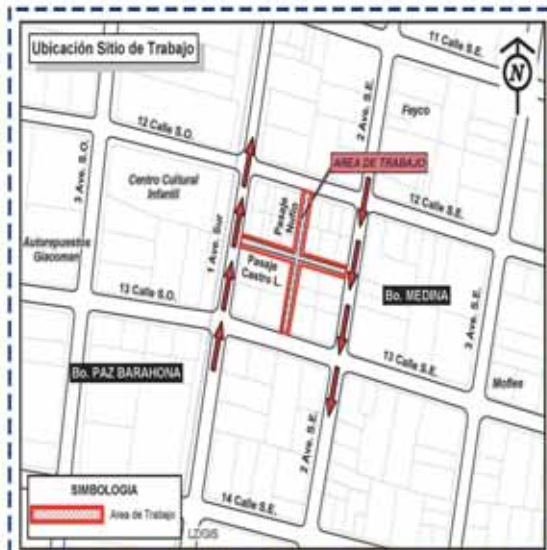 Ubicación Sitio de Trabajo
11 Calle S.E.
N
2 Ave. S.E.
Feyco
12 Calle S.O.
AREA DE TRABAJO
3 Ave. S.O.
Centro Cultural
Infantil
Pasaje
Nufio
12 Calle S.E.
1 Ave. Sur
Autorepuestos
Giacoman
Pasaje
Castro L.
Bo. MEDINA
13 Calle S.O.
3 Ave. S.E.
13 Calle S.E.
Bo. PAZ BARAHONA
Mofles
2 Ave. S.E.
SIMBOLOGIA
Area de Trabajo
14 Calle S.E.